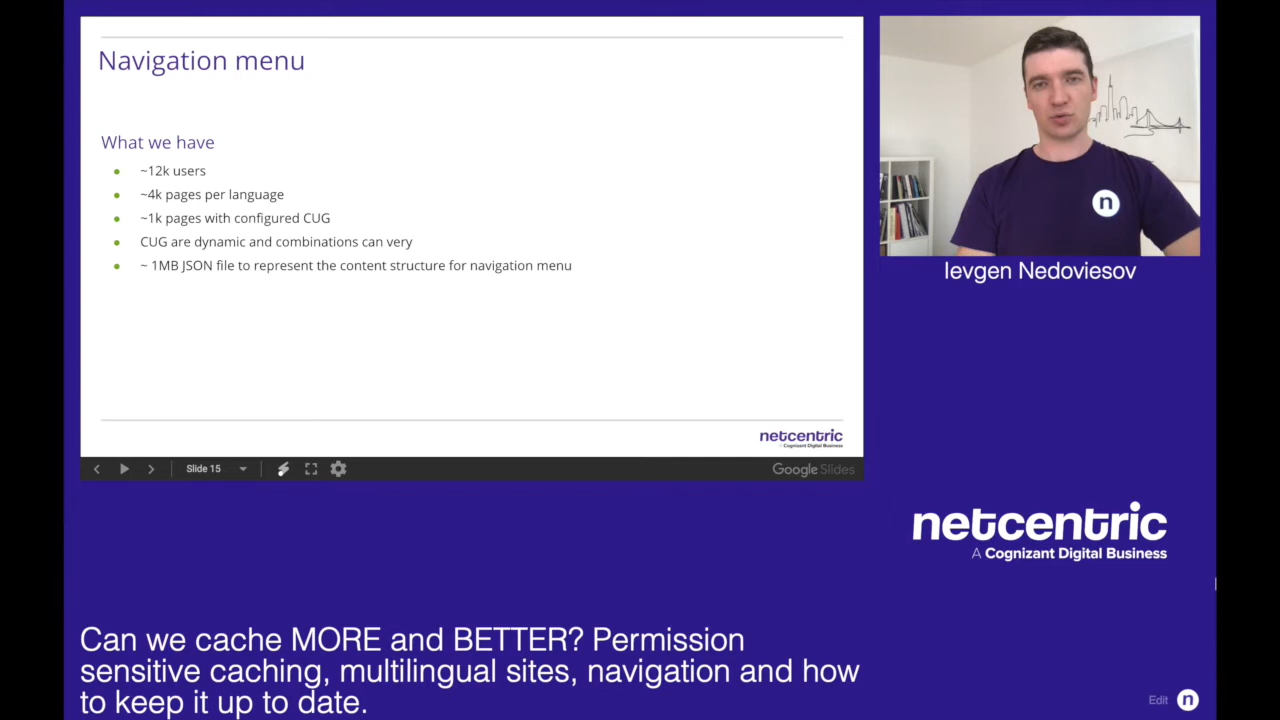 Navigation menu
What we have
~12k users
~4k pages per language
~1k pages with configured CUG
CUG are dynamic and combinations can very
~ 1MB JSON file to represent the content structure for navigation menu
netcentric
A Cognizant Digital Business
Slide 15
Google Slides
n
Ievgen Nedoviesov
netcentric
A Cognizant Digital Business
Can we cache MORE and BETTER? Permission
sensitive caching, multilingual sites, navigation and how
to keep it up to date.
Edit
n